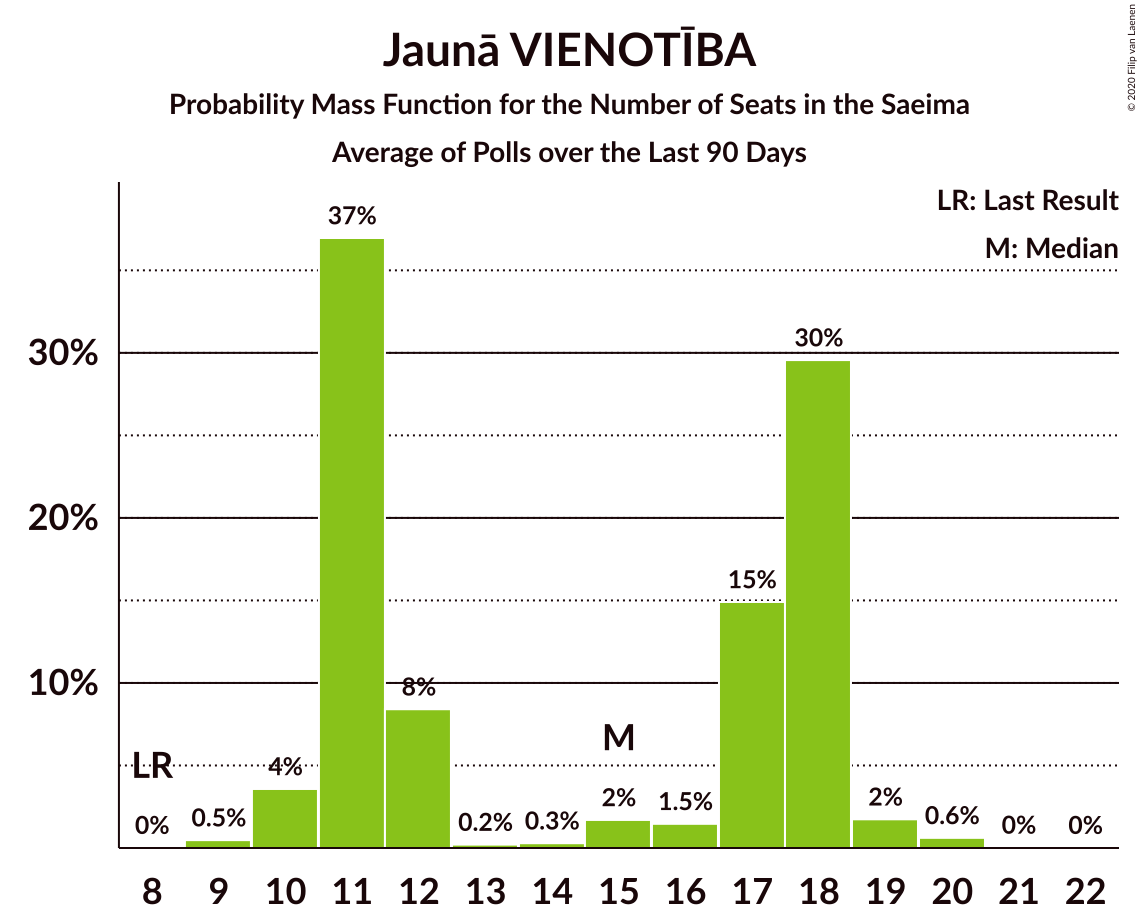 Jaunā VIENOTĪBA
Probability Mass Function for the Number of Seats in the Saeima
Average of Polls over the Last 90 Days
© 2020 Filip van Laenen
LR: Last Result
M: Median
37%
30%
30%
20%
15%
10%
8%
M
LR
4%
0%
0.5%
0.2%
0.3%
2%
1.5%
2%
0.6%
0%
0%
8 9 10 11 12 13 14 15 16 17 18 19 20 21 22